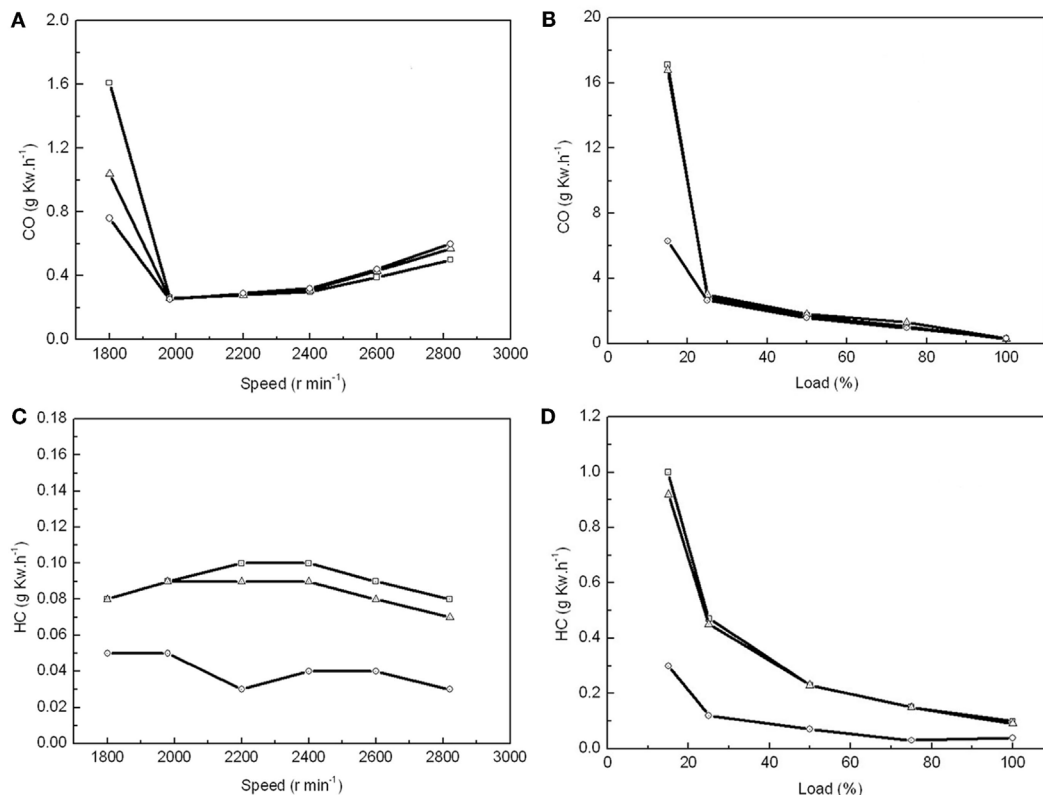 A
2.0
1.6
1.2
0.8
0.4
0.0
CO (g Kw.h-1)
1800 2000 2200 2400 2600 2800 3000
Speed (r min-1)
B
20
16
12
8
4
0
CO (g Kw.h-1)
0 20 40 60 80 100
Load (%)
C
0.18
0.16
0.14
0.12
0.10
0.08
0.06
0.04
0.02
0.00
HC (g Kw.h-1)
1800 2000 2200 2400 2600 2800 3000
Speed (r min-1)
D
1.2
1.0
0.8
0.6
0.4
0.2
0.0
HC (g Kw.h-1)
0 20 40 60 80 100
Load (%)